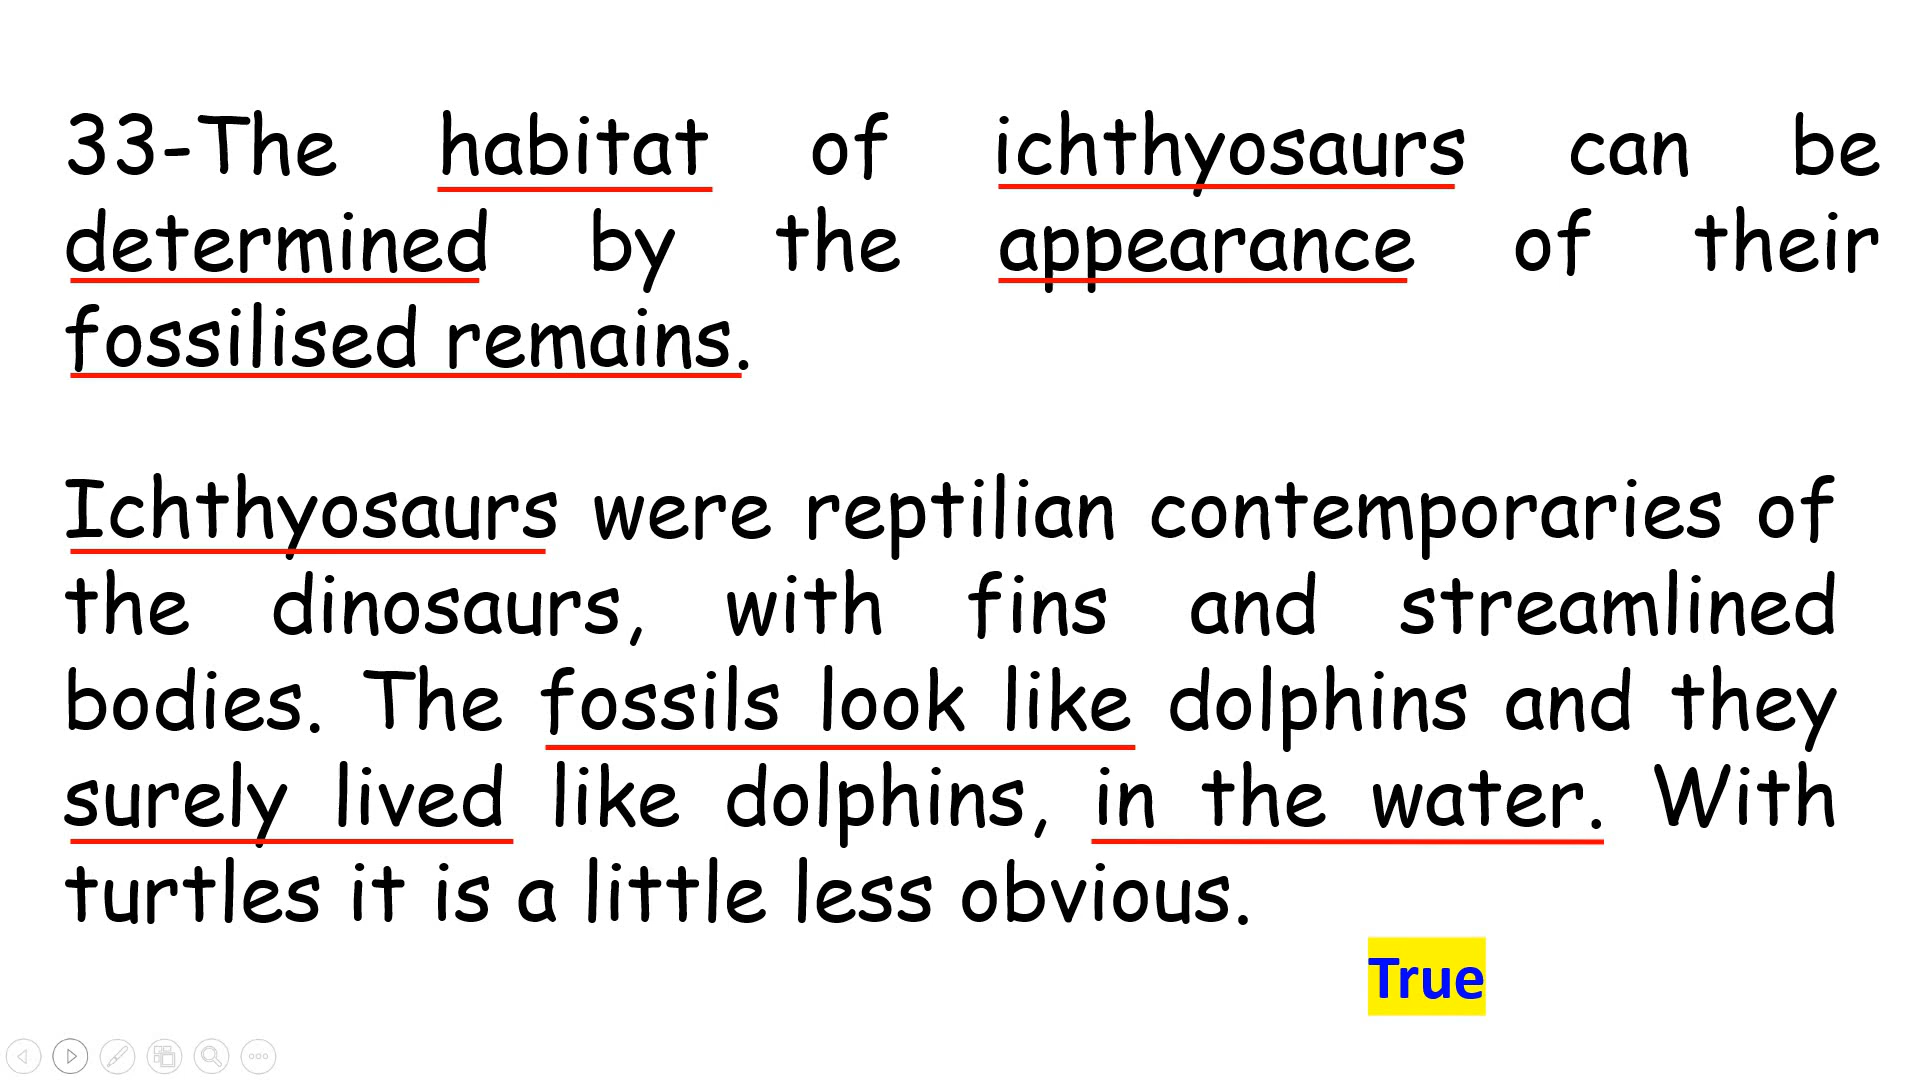 33-The habitat of ichthyosaurs can be
determined by the appearance of their
fossilised remains.
Ichthyosaurs were reptilian contemporaries of
the dinosaurs, with fins and streamlined
bodies. The fossils look like dolphins and they
surely lived like dolphins, in the water. With
turtles it is a little less obvious.
True